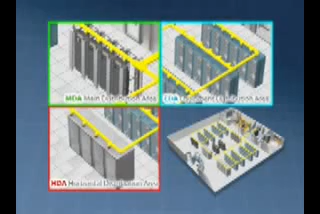 MDA Main Distribution Area
EDA Equipment Distribution Area
HDA Horizontal Distribution Area